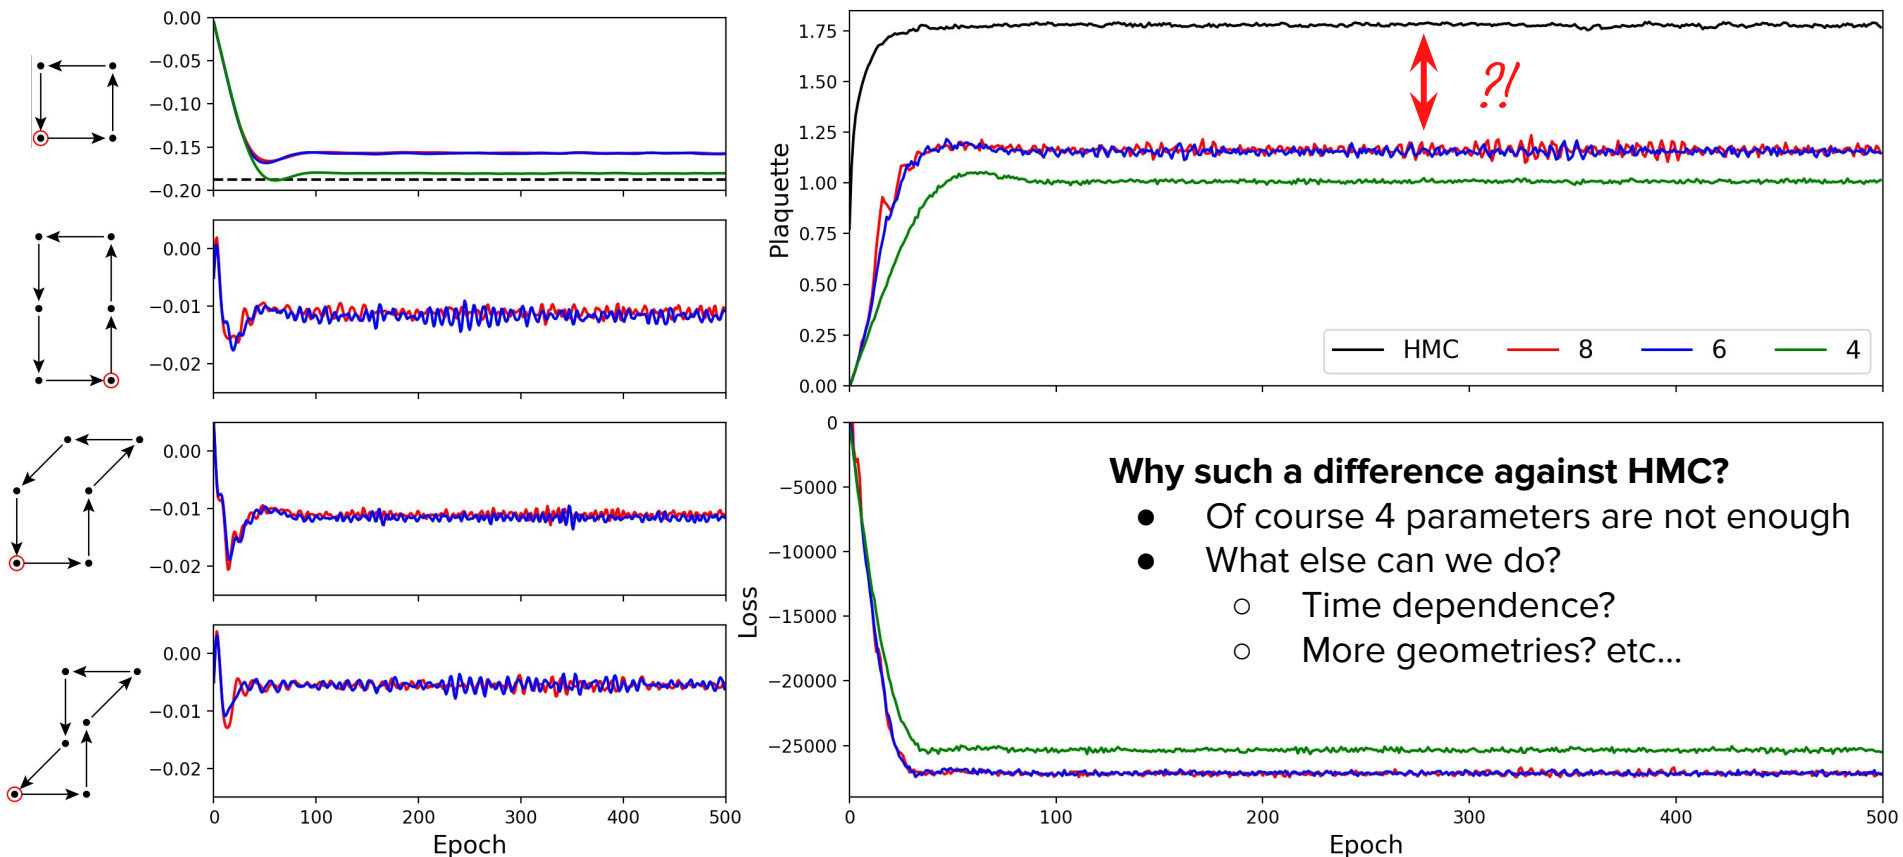 0.00
−0.05
−0.10
−0.15
−0.20
0.00
−0.01
−0.02
0.00
−0.01
−0.02
0.00
−0.01
−0.02
0 100 200 300 400 500
Epoch
Plaquette
1.75
1.50
1.25
1.00
0.75
0.50
0.25
0.00
?!
HMC 8 6 4
Loss
0
−5000
−10000
−15000
−20000
−25000
Why such a difference against HMC?
● Of course 4 parameters are not enough
● What else can we do?
○ Time dependence?
○ More geometries? etc...
0 100 200 300 400 500
Epoch